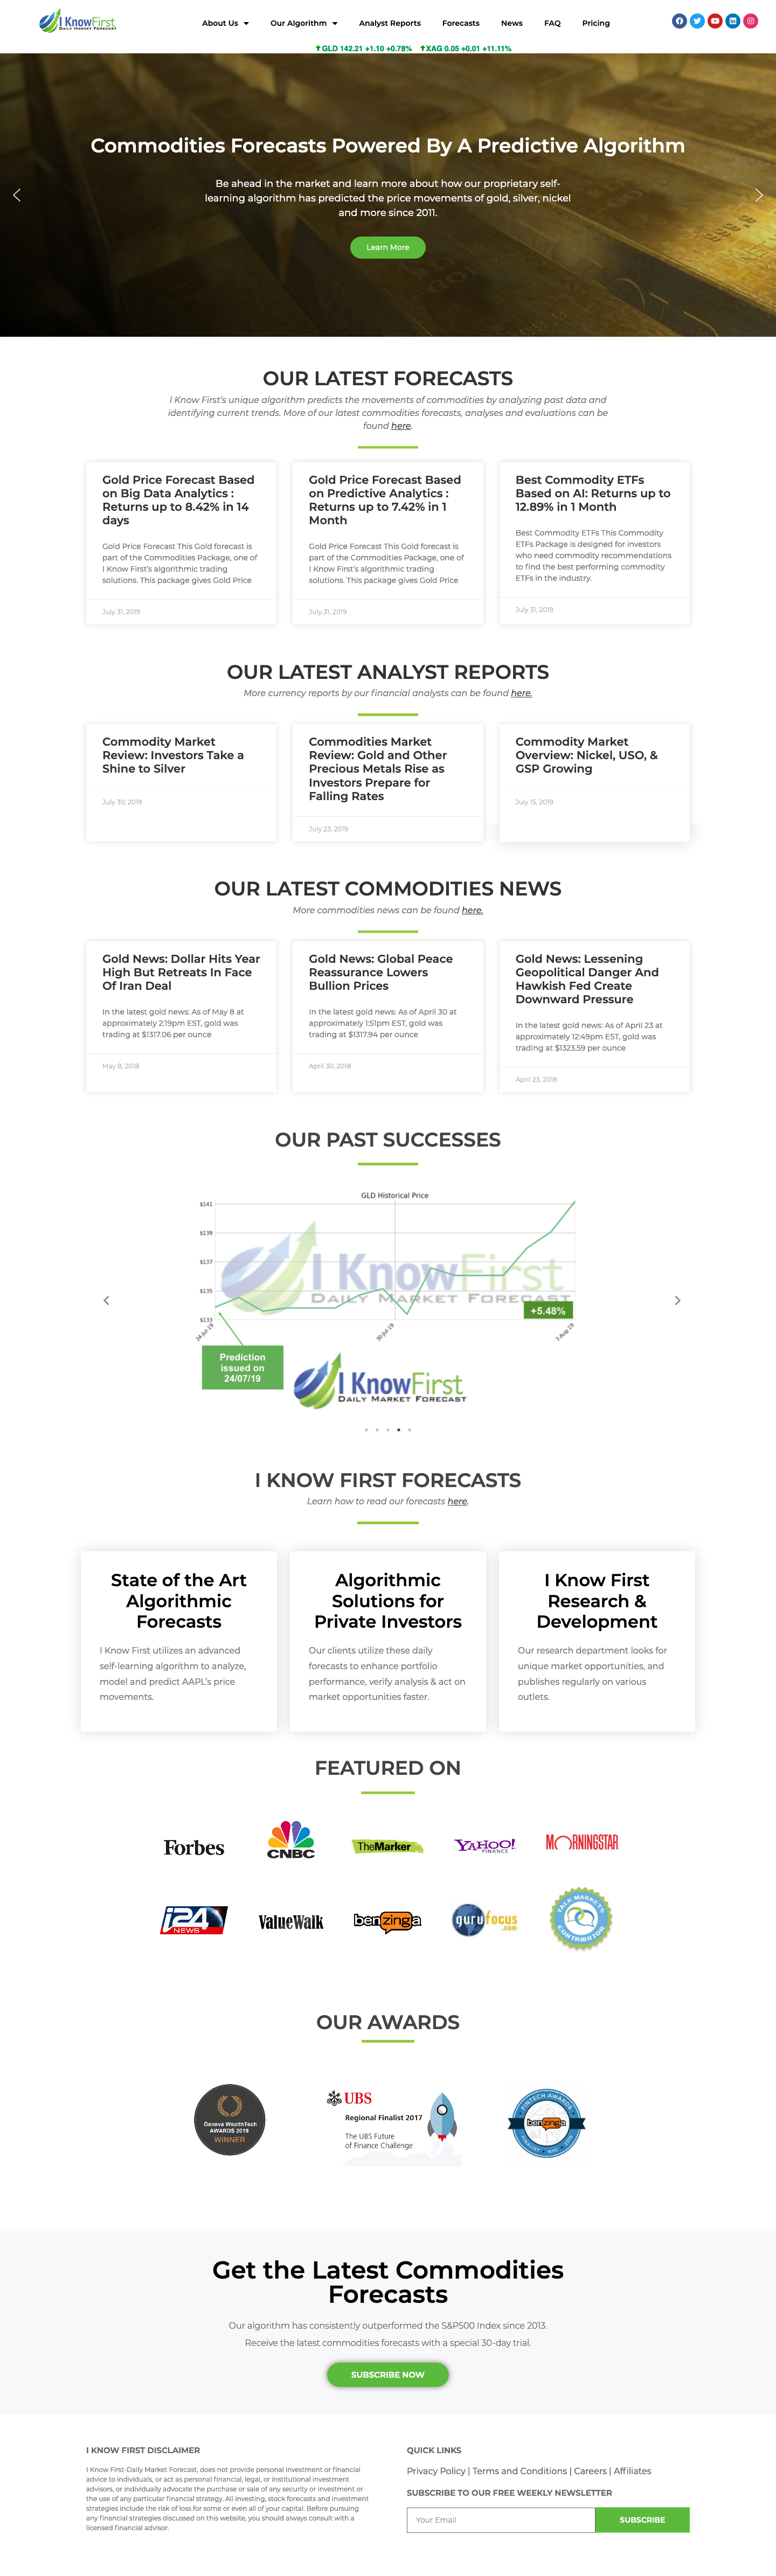 I KnowFirst
DAILY MARKET FORECAST
About Us
Our Algorithm
Analyst Reports
Forecasts
News
FAQ
Pricing
GLD 142.21 +1.10 +0.78% XAG 0.05 +0.01 +11.11%
Commodities Forecasts Powered By A Predictive Algorithm
Be ahead in the market and learn more about how our proprietary self-
learning algorithm has predicted the price movements of gold, silver, nickel
and more since 2011.
Learn More
OUR LATEST FORECASTS
I Know First's unique algorithm predicts the movements of commodities by analyzing past data and
identifying current trends. More of our latest commodities forecasts, analyses and evaluations can be
found here.
Gold Price Forecast Based
on Big Data Analytics :
Returns up to 8.42% in 14
days
Gold Price Forecast This Gold forecast is
part of the Commodities Package, one of
I Know First's algorithmic trading
solutions. This package gives Gold Price
July 31, 2019
Gold Price Forecast Based
on Predictive Analytics :
Returns up to 7.42% in 1
Month
Gold Price Forecast This Gold forecast is
part of the Commodities Package, one of
I Know First's algorithmic trading
solutions. This package gives Gold Price
July 31, 2019
Best Commodity ETFs
Based on AI: Returns up to
12.89% in 1 Month
Best Commodity ETFs This Commodity
ETFs Package is designed for investors
who need commodity recommendations
to find the best performing commodity
ETFs in the industry.
July 31, 2019
OUR LATEST ANALYST REPORTS
More currency reports by our financial analysts can be found here.
Commodity Market
Review: Investors Take a
Shine to Silver
July 30, 2019
Commodities Market
Review: Gold and Other
Precious Metals Rise as
Investors Prepare for
Falling Rates
July 23, 2019
Commodity Market
Overview: Nickel, USO, &
GSP Growing
July 15, 2019
OUR LATEST COMMODITIES NEWS
More commodities news can be found here.
Gold News: Dollar Hits Year
High But Retreats In Face
Of Iran Deal
In the latest gold news: As of May 8 at
approximately 2:19pm EST, gold was
trading at $1317.06 per ounce
May 8, 2018
Gold News: Global Peace
Reassurance Lowers
Bullion Prices
In the latest gold news: As of April 30 at
approximately 1:51pm EST, gold was
trading at $1317.94 per ounce
April 30, 2018
Gold News: Lessening
Geopolitical Danger And
Hawkish Fed Create
Downward Pressure
In the latest gold news: As of April 23 at
approximately 12:49pm EST, gold was
trading at $1323.59 per ounce
April 23, 2018
OUR PAST SUCCESSES
GLD Historical Price
$141
$139
$137
$135
$133
I KnowFirst
DAILY MARKET FORECAST
+5.48%
24-Jul-19
30-Jul-19
7-Aug-19
Prediction
issued on
24/07/19
I KnowFirst
DAILY MARKET FORECAST
I KNOW FIRST FORECASTS
Learn how to read our forecasts here.
State of the Art
Algorithmic
Forecasts
I Know First utilizes an advanced
self-learning algorithm to analyze,
model and predict AAPL's price
movements.
Algorithmic
Solutions for
Private Investors
Our clients utilize these daily
forecasts to enhance portfolio
performance, verify analysis & act on
market opportunities faster.
I Know First
Research &
Development
Our research department looks for
unique market opportunities, and
publishes regularly on various
outlets.
FEATURED ON
Forbes
CNBC
TheMarker
YAHOO!
FINANCE
MORNINGSTAR
i24
NEWS
ValueWalk
benzinga
gurufocus.com
TALK MARKETS
CONTRIBUTOR
OUR AWARDS
Geneva WealthTech
AWARDS 2019
WINNER
UBS
Regional Finalist 2017
The UBS Future
of Finance Challenge
FINTECH AWARDS
benzinga
Get the Latest Commodities
Forecasts
Our algorithm has consistently outperformed the S&P500 Index since 2013.
Receive the latest commodities forecasts with a special 30-day trial.
SUBSCRIBE NOW
I KNOW FIRST DISCLAIMER
I Know First-Daily Market Forecast, does not provide personal investment or financial
advice to individuals, or act as personal financial, legal, or institutional investment
advisors, or individually advocate the purchase or sale of any security or investment or
the use of any particular financial strategy. All investing, stock forecasts and investment
strategies include the risk of loss for some or even all of your capital. Before pursuing
any financial strategies discussed on this website, you should always consult with a
licensed financial advisor.
QUICK LINKS
Privacy Policy | Terms and Conditions | Careers | Affiliates
SUBSCRIBE TO OUR FREE WEEKLY NEWSLETTER
Your Email
SUBSCRIBE